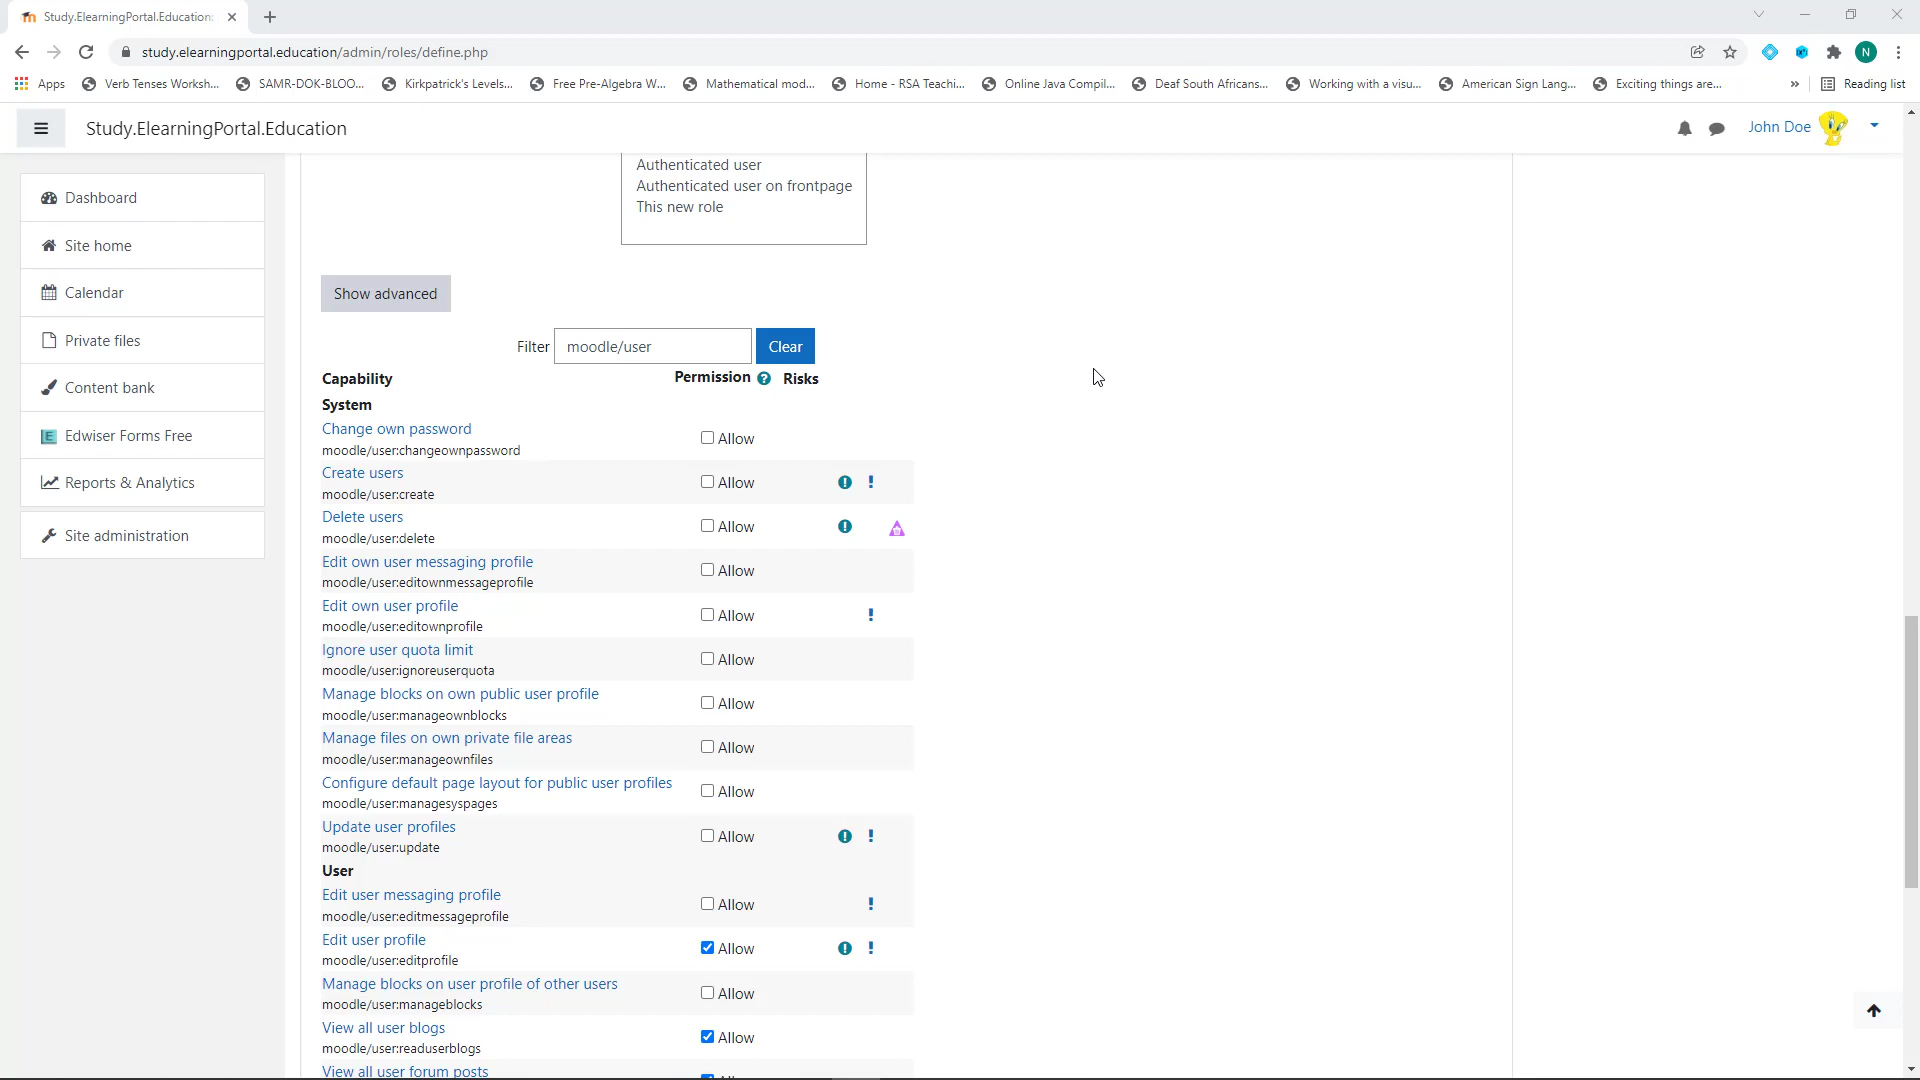 Study.ElearningPortal.Education:
study.elearningportal.education/admin/roles/define.php
N
Apps
Verb Tenses Worksh...
SAMR-DOK-BLOO...
Kirkpatrick's Levels...
Free Pre-Algebra W...
Mathematical mod...
Home - RSA Teachi...
Online Java Compil...
Deaf South Africans...
Working with a visu...
American Sign Lang...
Exciting things are...
»
Reading list
Study.ElearningPortal.Education
John Doe
Dashboard
Site home
Calendar
Private files
Content bank
E Edwiser Forms Free
Reports & Analytics
Site administration
Authenticated user
Authenticated user on frontpage
This new role
Show advanced
Filter moodle/user Clear
Capability Permission ? Risks
System
Change own password
moodle/user:changeownpassword
Allow
Create users
moodle/user:create
Allow
Delete users
moodle/user:delete
Allow
Edit own user messaging profile
moodle/user:editownmessageprofile
Allow
Edit own user profile
moodle/user:editownprofile
Allow
Ignore user quota limit
moodle/user:ignoreuserquota
Allow
Manage blocks on own public user profile
moodle/user:manageownblocks
Allow
Manage files on own private file areas
moodle/user:manageownfiles
Allow
Configure default page layout for public user profiles
moodle/user:managesyspages
Allow
Update user profiles
moodle/user:update
Allow
User
Edit user messaging profile
moodle/user:editmessageprofile
Allow
Edit user profile
moodle/user:editprofile
Allow
Manage blocks on user profile of other users
moodle/user:manageblocks
Allow
View all user blogs
moodle/user:readuserblogs
Allow
View all user forum posts